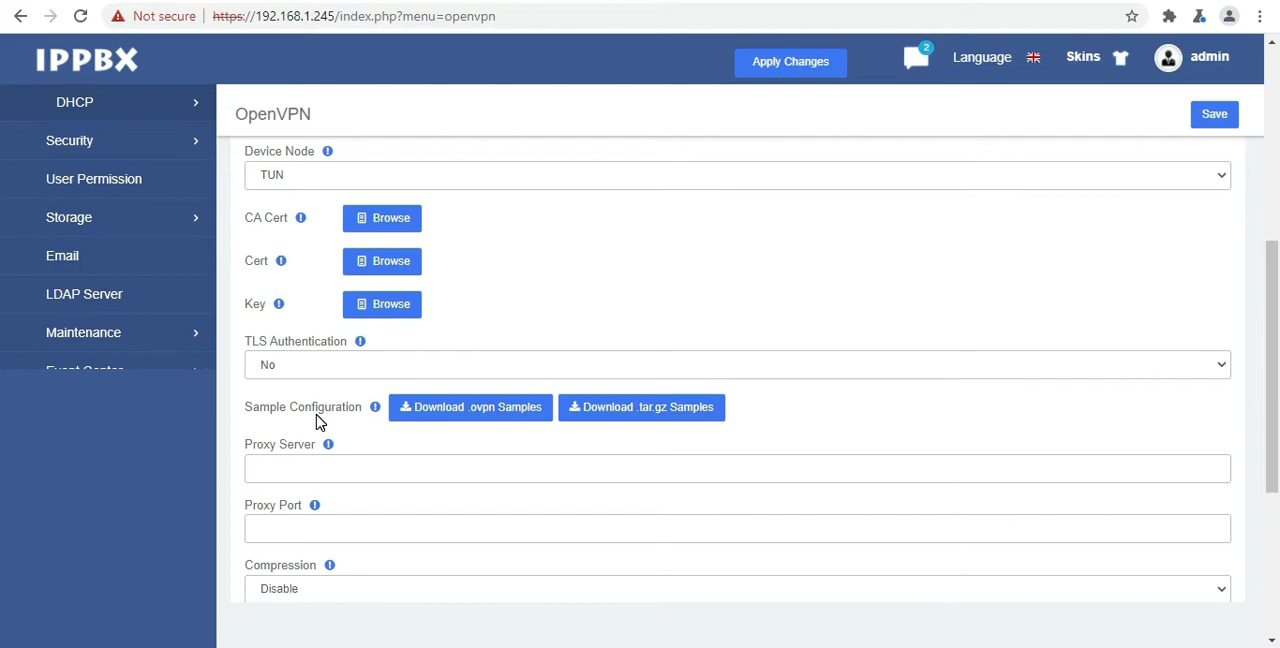 Not secure https://192.168.1.245/index.php?menu=openvpn
IPPBX
Apply Changes
2
Language
Skins
admin
DHCP
Security
User Permission
Storage
Email
LDAP Server
Maintenance
Event Center
OpenVPN
Save
Device Node
TUN
CA Cert
Browse
Cert
Browse
Key
Browse
TLS Authentication
No
Sample Configuration
Download .ovpn Samples
Download .tar.gz Samples
Proxy Server
Proxy Port
Compression
Disable